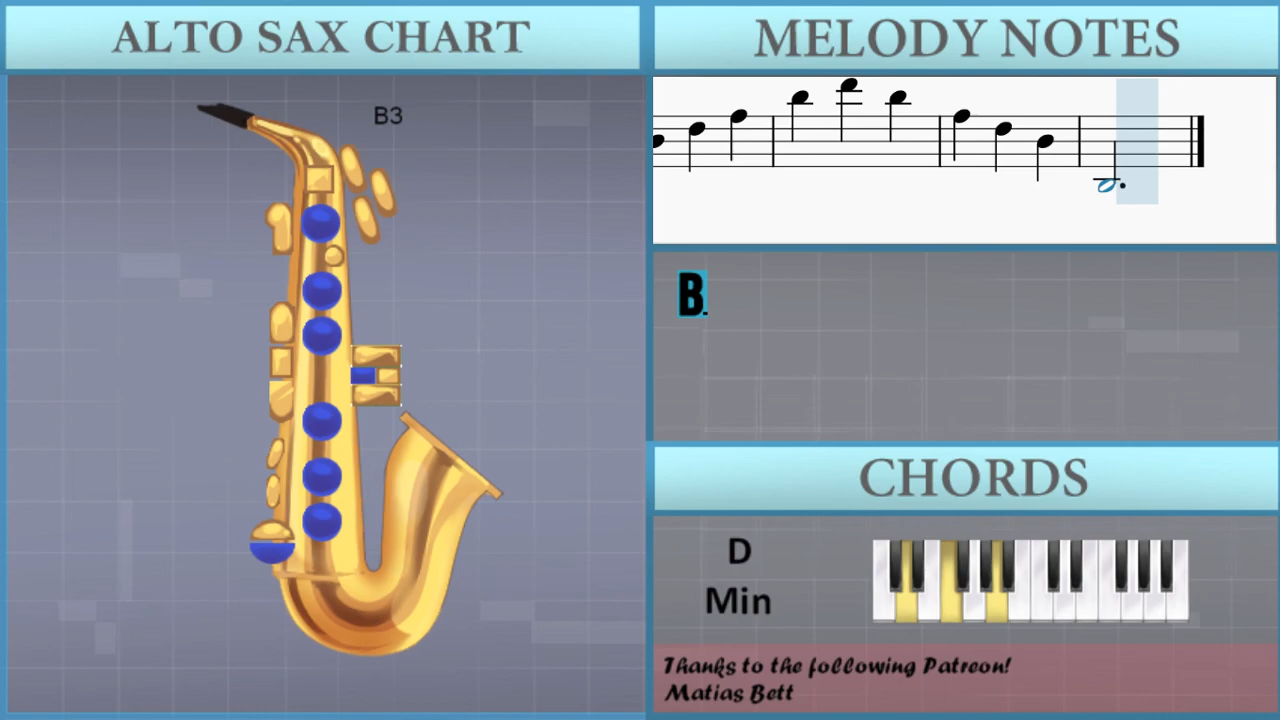 ALTO SAX CHART
MELODY NOTES
B3
B.
CHORDS
D
Min
Thanks to the following Patreon!
Matias Bett